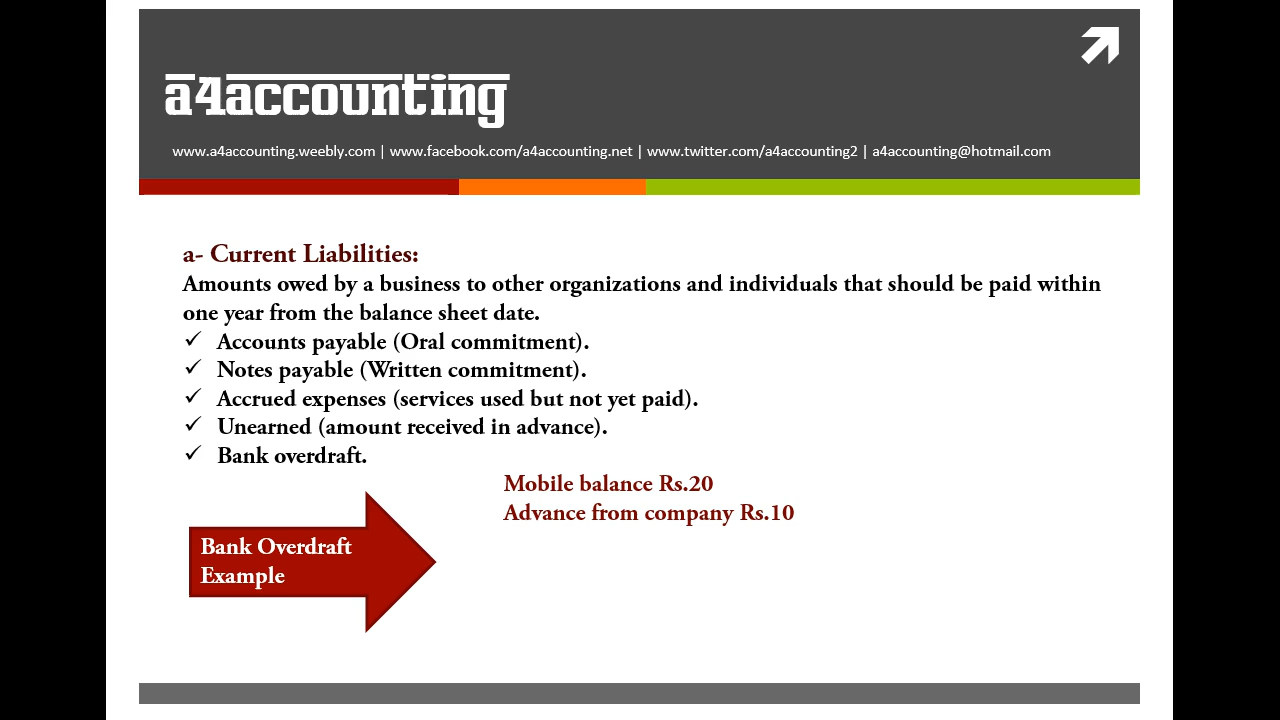 a4accounting
www.a4accounting.weebly.com | www.facebook.com/a4accounting.net | www.twitter.com/a4accounting2 | a4accounting@hotmail.com
a- Current Liabilities:
Amounts owed by a business to other organizations and individuals that should be paid within
one year from the balance sheet date.
✓ Accounts payable (Oral commitment).
✓ Notes payable (Written commitment).
✓ Accrued expenses (services used but not yet paid).
✓ Unearned (amount received in advance).
✓ Bank overdraft.
Mobile balance Rs.20
Advance from company Rs.10
Bank Overdraft
Example